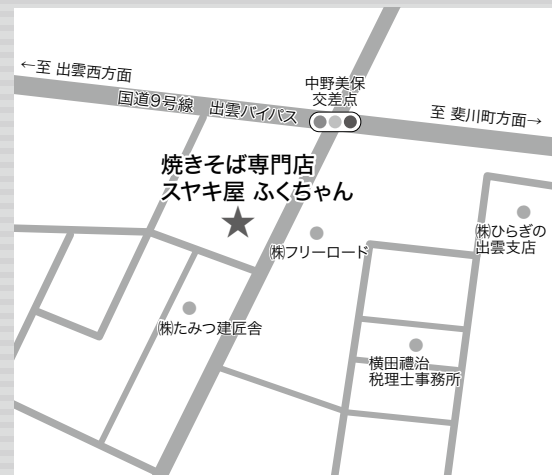 ←至 出雲西方面
中野美保
交差点
国道9号線 出雲バイパス
至 斐川町方面→
焼きそば専門店
スヤキ屋 ふくちゃん
㈱ひらぎの
出雲支店
㈱フリーロード
㈱たみつ建匠舎
横田禮治
税理士事務所